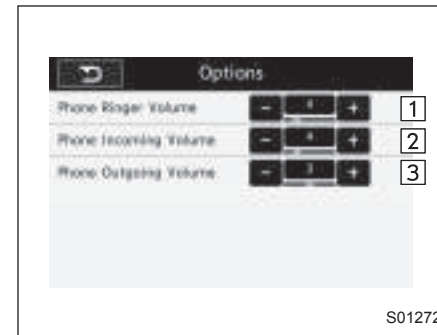 Options
Phone Ringer Volume - 4 + 1
Phone Incoming Volume - 4 + 2
Phone Outgoing Volume - 3 + 3
S01272